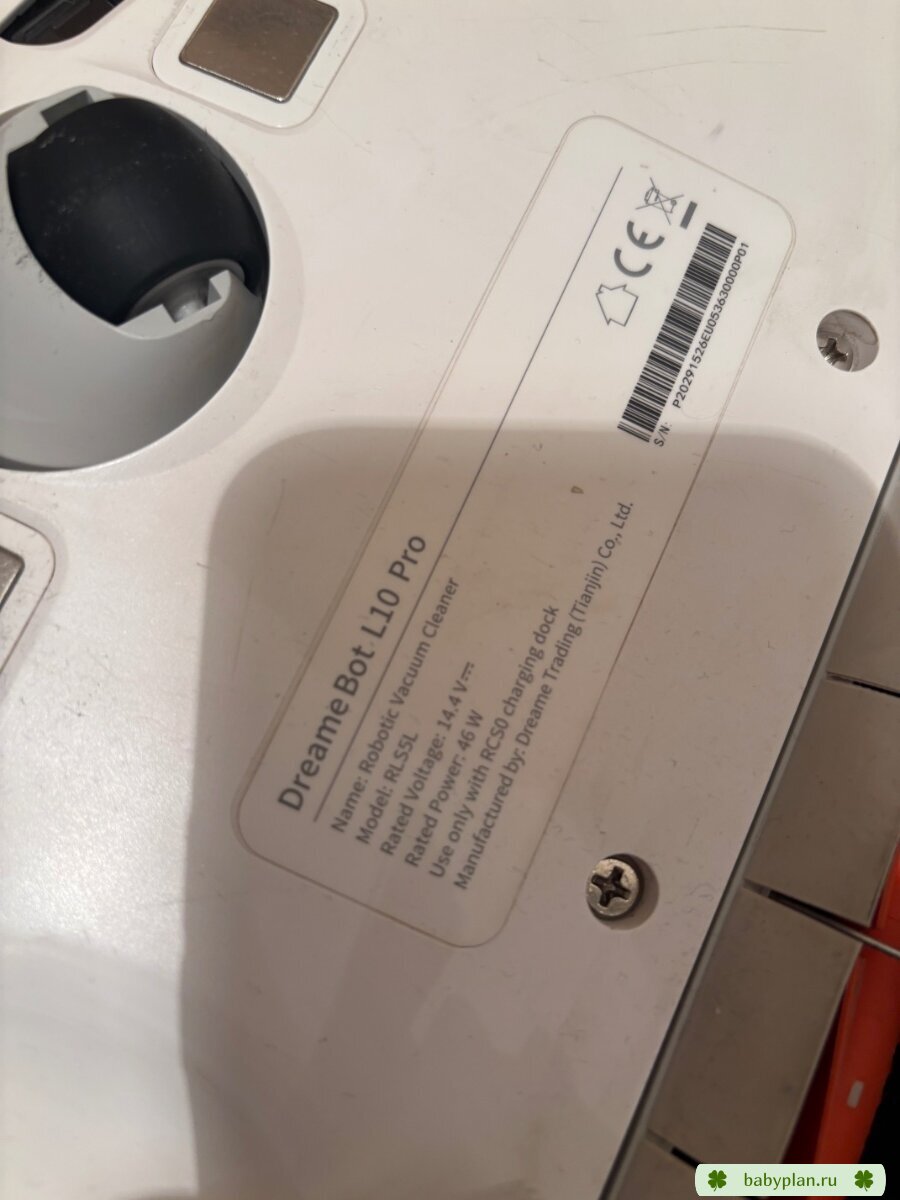 Dreame Bot L10 Pro
Name: Robotic Vacuum Cleaner
Model: RLS5L
Rated Voltage: 14.4 V⎓
Rated Power: 46 W
Use only with RCS0 charging dock
Manufactured by: Dreame Trading (Tianjin) Co., Ltd.
CE
S/N: P20291526EU053630000P01
babyplan.ru